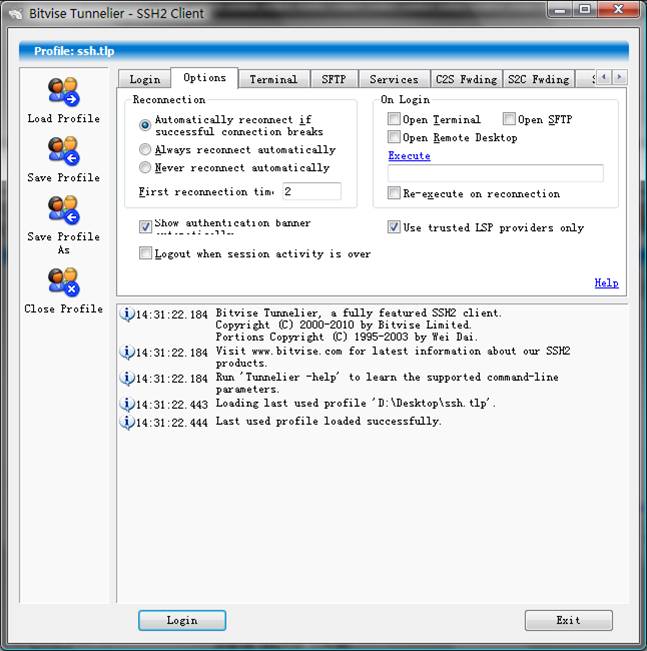 Bitvise Tunnelier - SSH2 Client
Profile: ssh.tlp
Load Profile
Save Profile
Save Profile
As
Close Profile
Login Options Terminal SFTP Services C2S Fwding S2C Fwding
Reconnection
Automatically reconnect if
successful connection breaks
Always reconnect automatically
Never reconnect automatically
First reconnection time 2
On Login
Open Terminal Open SFTP
Open Remote Desktop
Execute
Re-execute on reconnection
Show authentication banner
automatically
Use trusted LSP providers only
Logout when session activity is over
Help
14:31:22.184 Bitvise Tunnelier, a fully featured SSH2 client.
Copyright (C) 2000-2010 by Bitvise Limited.
Portions Copyright (C) 1995-2003 by Wei Dai.
14:31:22.184 Visit www.bitvise.com for latest information about our SSH2
products.
14:31:22.184 Run 'Tunnelier -help' to learn the supported command-line
parameters.
14:31:22.443 Loading last used profile 'D:\Desktop\ssh.tlp'.
14:31:22.444 Last used profile loaded successfully.
Login Exit